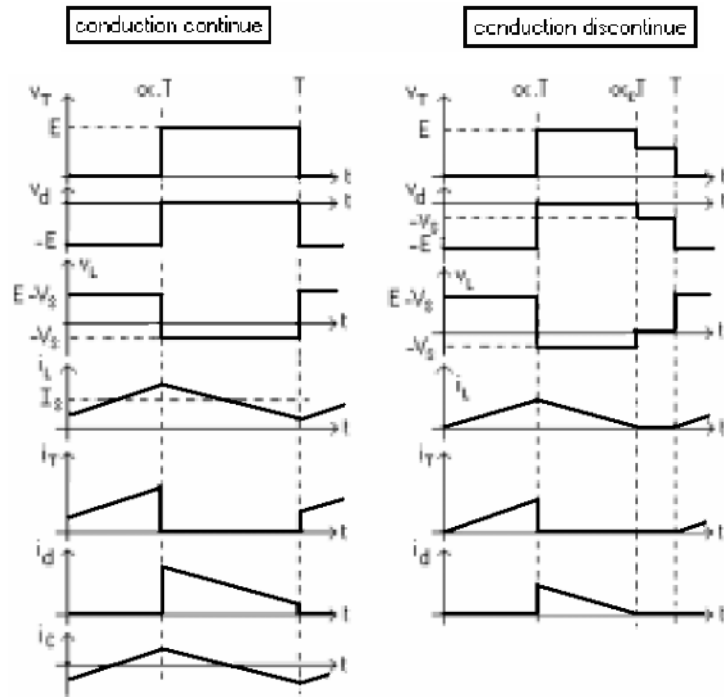 conduction continue
conduction discontinue
α.T
T
v_T
E
t
v_d
-E
t
v_L
E-V_s
-V_s
t
i_L
I_s
t
i_T
t
i_d
t
i_c
t
α.T
α_E.T
T
v_T
E
t
v_d
-V_s
-E
t
v_L
E-V_s
-V_s
t
i_L
t
i_T
t
i_d
t